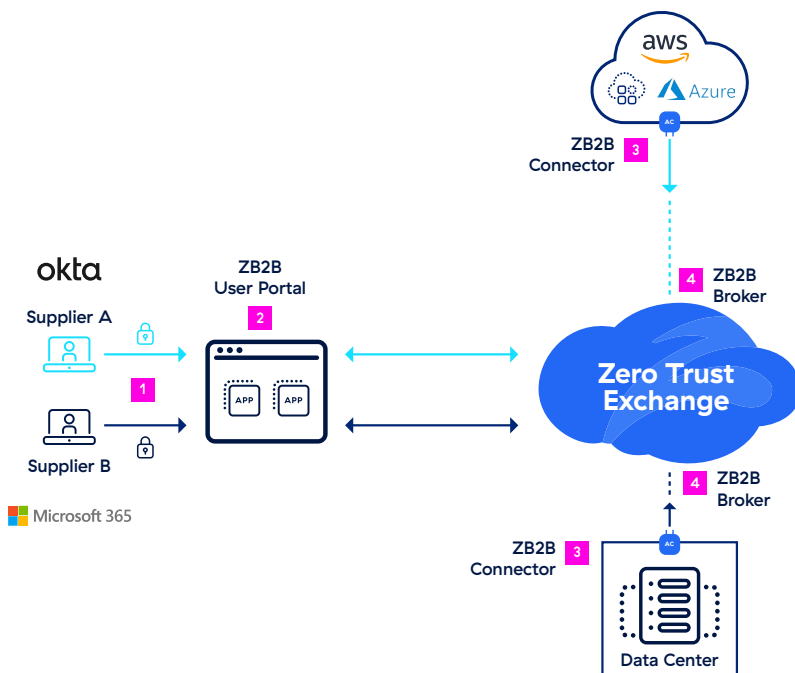 aws
Azure
AC
ZB2B
Connector
3
4
ZB2B
Broker
okta
Supplier A
1
Supplier B
Microsoft 365
ZB2B
User Portal
2
APP
APP
Zero Trust
Exchange
4
ZB2B
Broker
ZB2B
Connector
3
AC
Data Center